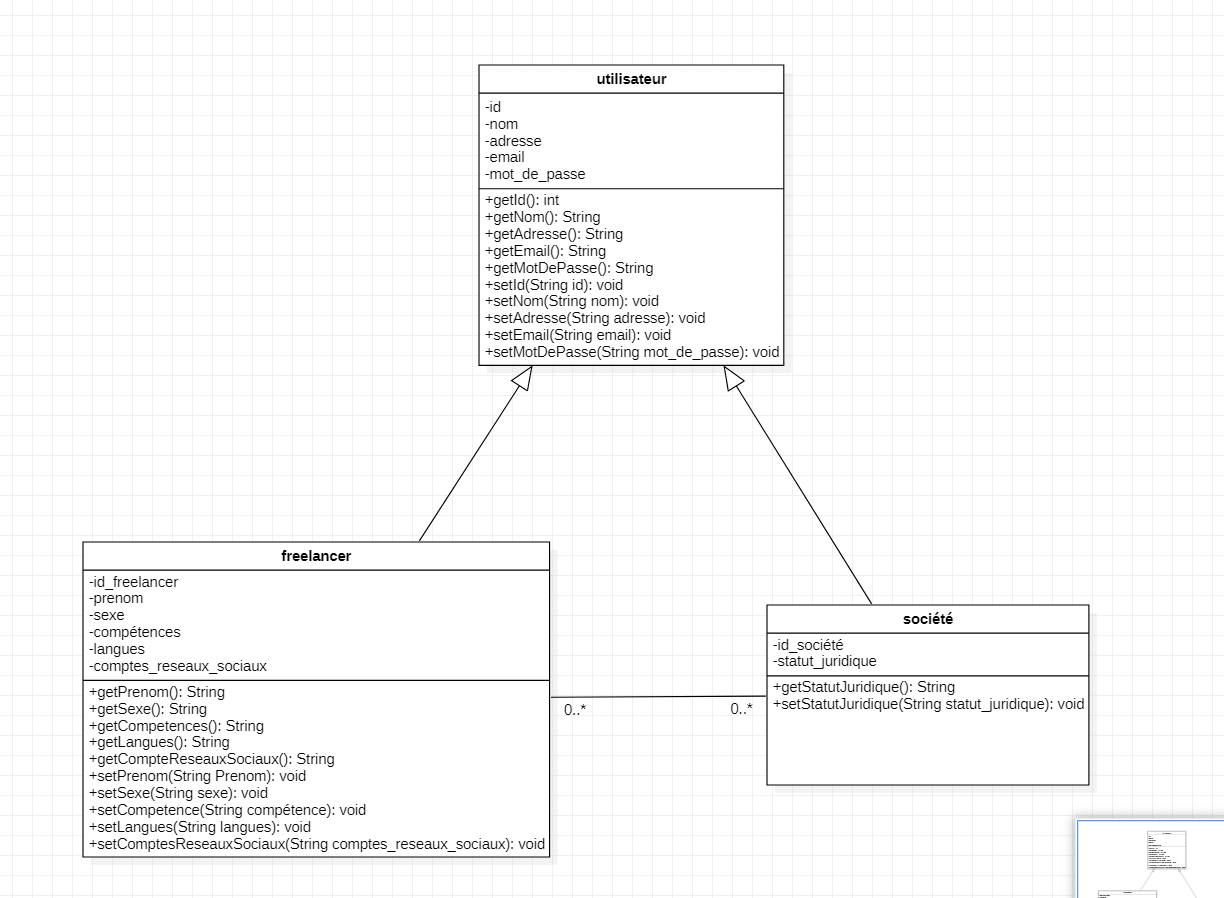 utilisateur
-id
-nom
-adresse
-email
-mot_de_passe
+getId(): int
+getNom(): String
+getAdresse(): String
+getEmail(): String
+getMotDePasse(): String
+setId(String id): void
+setNom(String nom): void
+setAdresse(String adresse): void
+setEmail(String email): void
+setMotDePasse(String mot_de_passe): void
freelancer
-id_freelancer
-prenom
-sexe
-compétences
-langues
-comptes_reseaux_sociaux
+getPrenom(): String
+getSexe(): String
+getCompetences(): String
+getLangues(): String
+getCompteReseauxSociaux(): String
+setPrenom(String Prenom): void
+setSexe(String sexe): void
+setCompetence(String compétence): void
+setLangues(String langues): void
+setComptesReseauxSociaux(String comptes_reseaux_sociaux): void
0..*
0..*
société
-id_société
-statut_juridique
+getStatutJuridique(): String
+setStatutJuridique(String statut_juridique): void